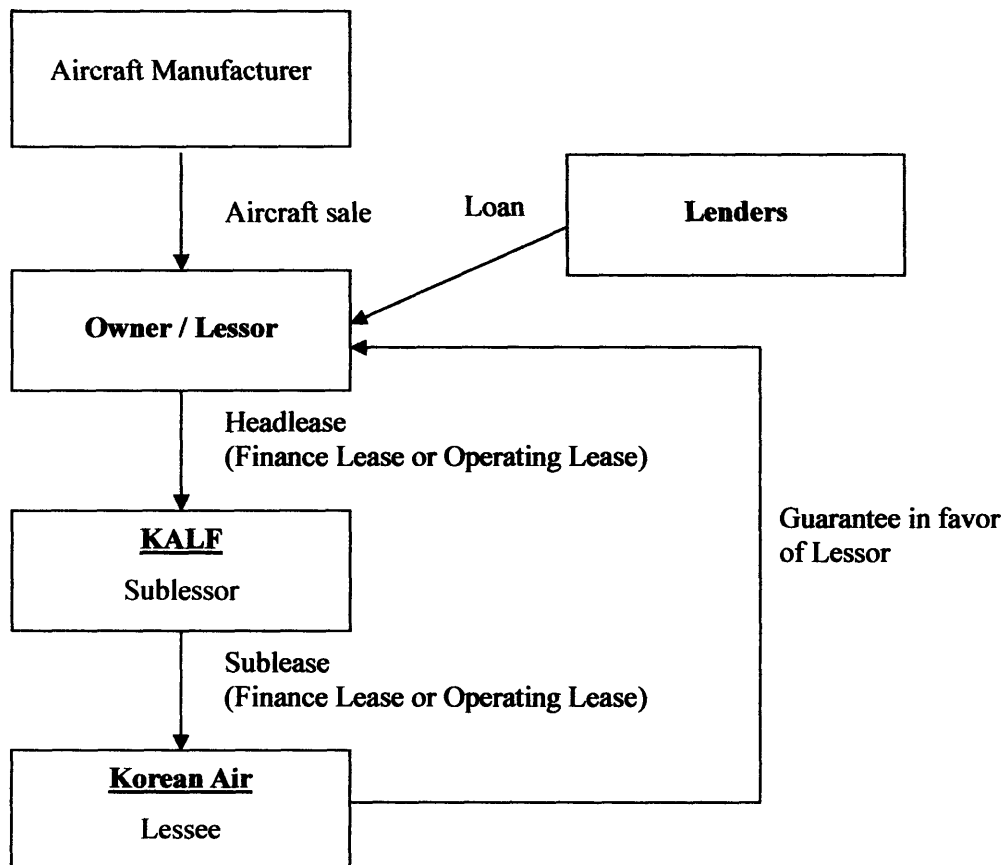 Aircraft Manufacturer
Aircraft sale
Loan
Lenders
Owner / Lessor
Headlease
(Finance Lease or Operating Lease)
KALF
Sublessor
Guarantee in favor
of Lessor
Sublease
(Finance Lease or Operating Lease)
Korean Air
Lessee